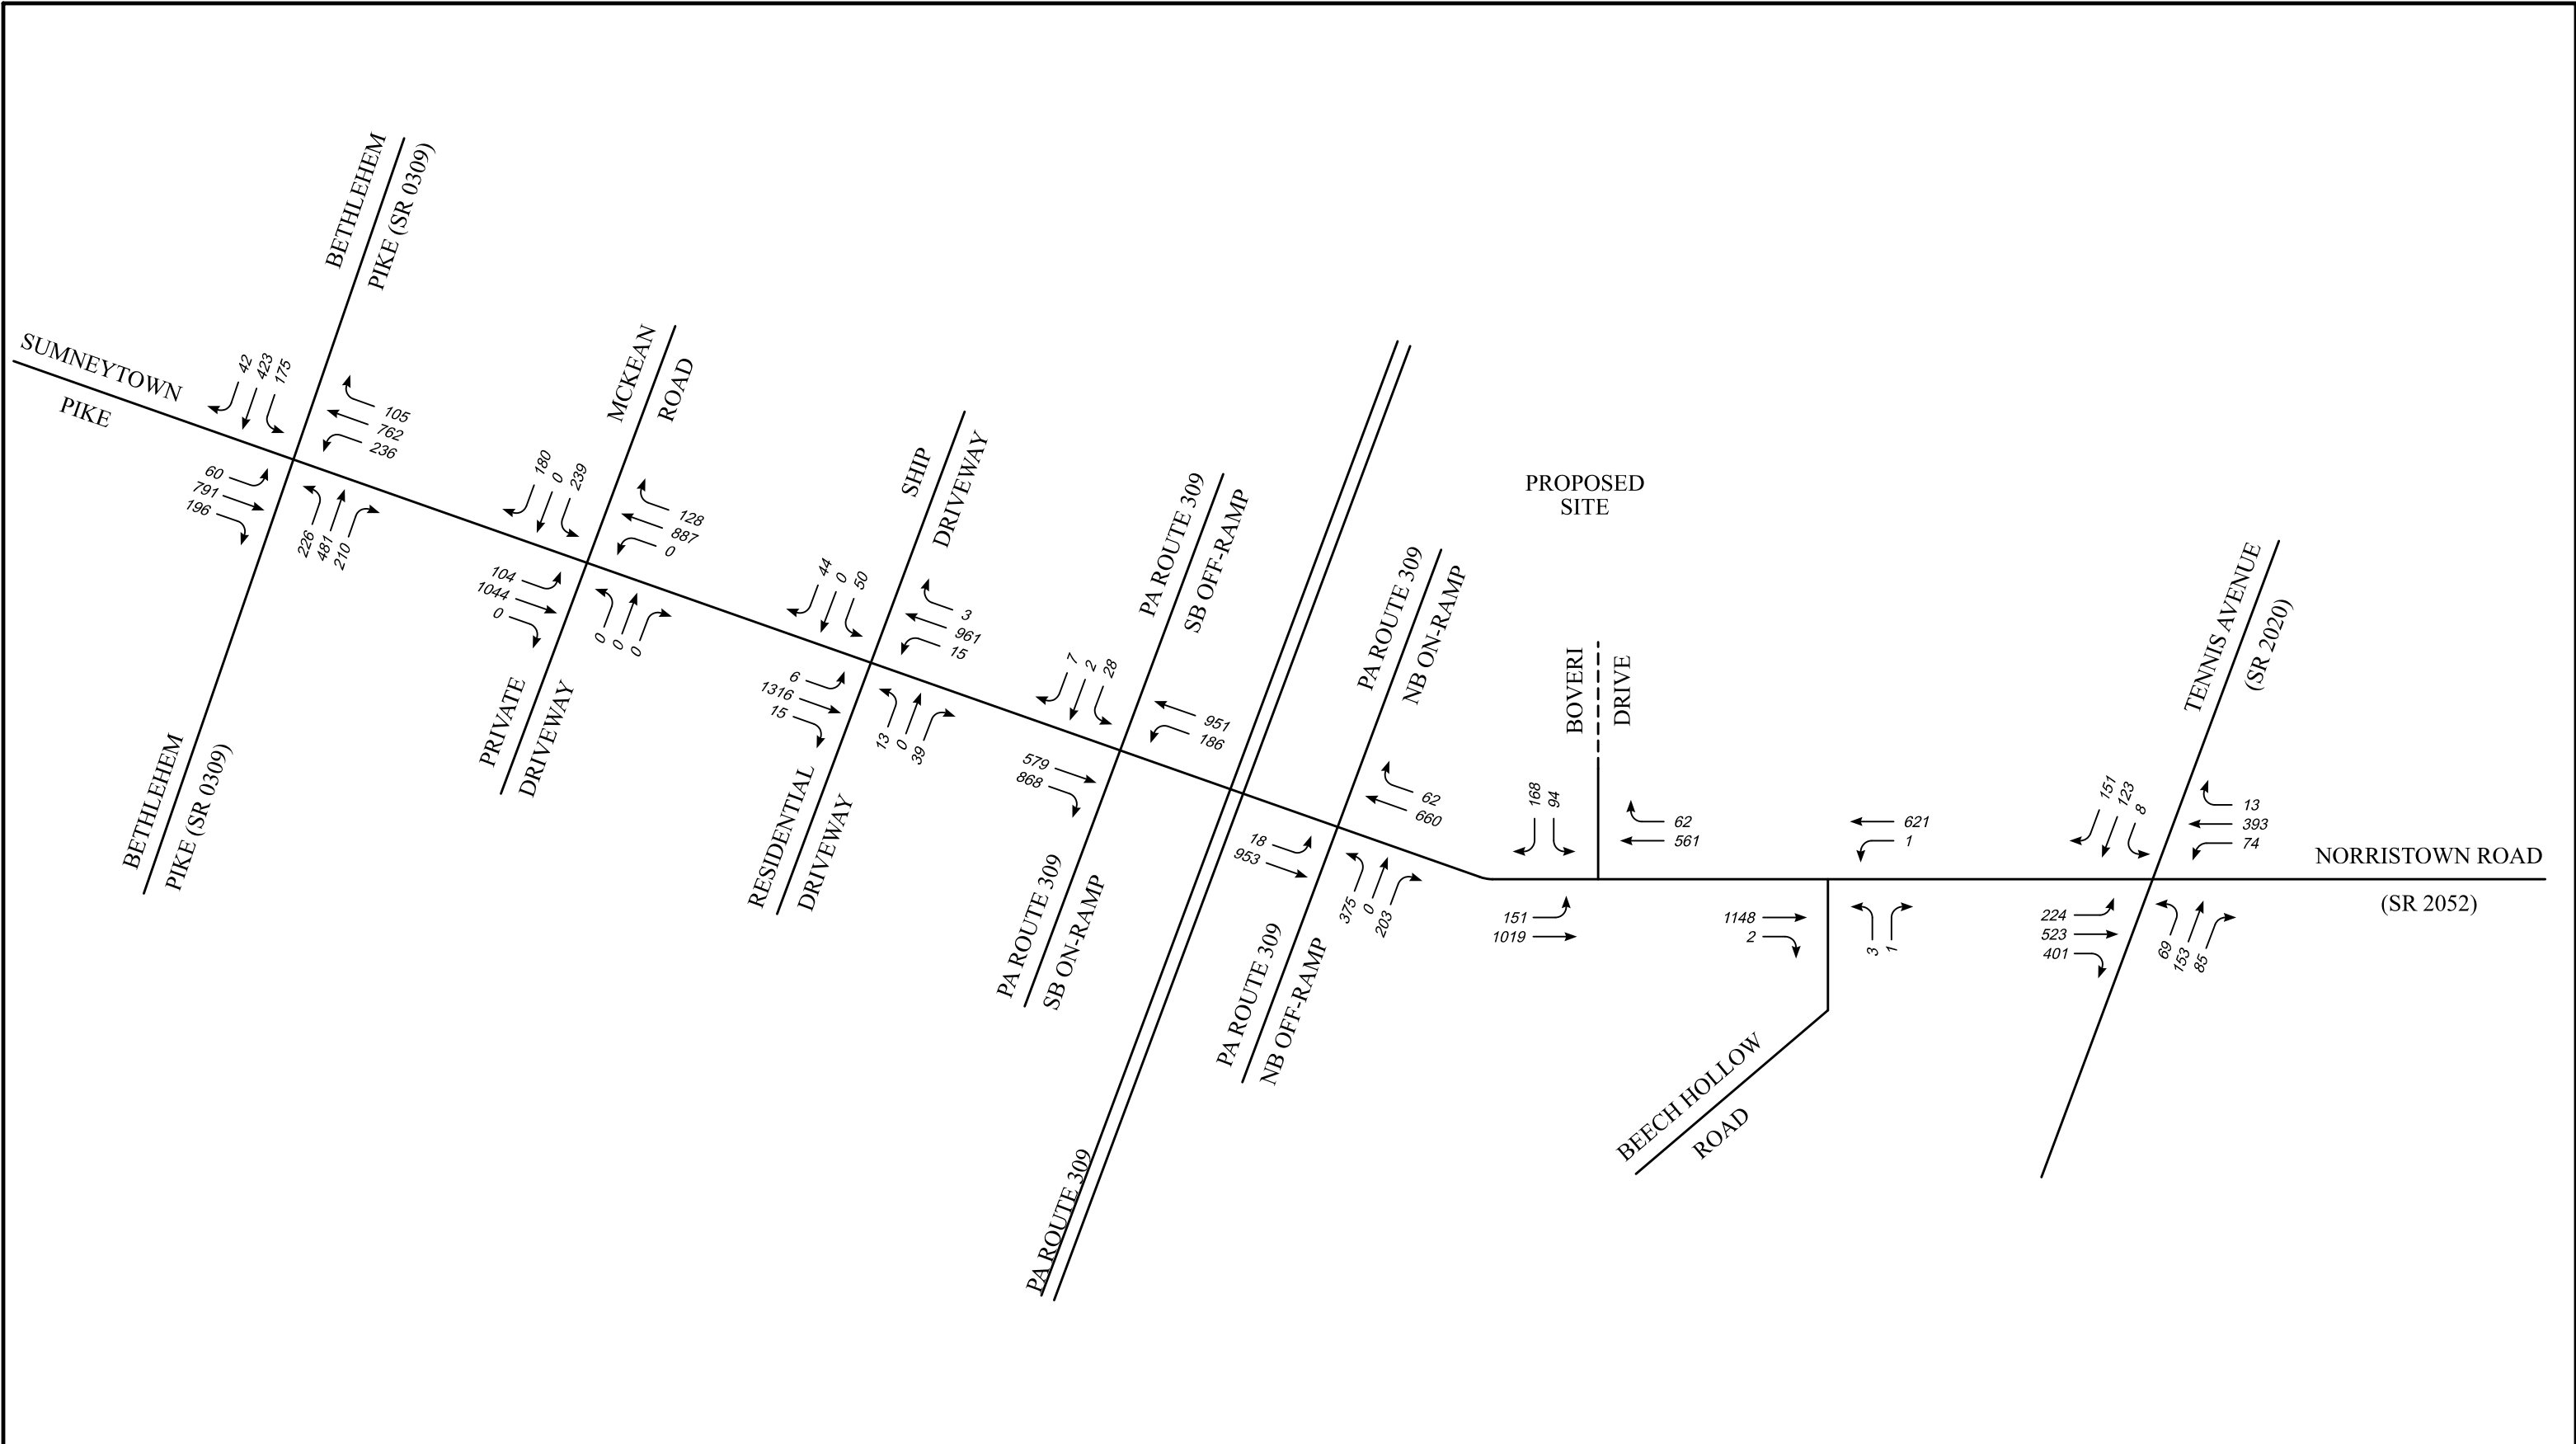 BETHLEHEM
PIKE (SR 0309)
SUMNEYTOWN
PIKE
42
423
175
105
762
236
60
791
196
226
481
210
BETHLEHEM
PIKE (SR 0309)
MCKEAN
ROAD
180
0
239
128
887
0
104
1044
0
0
0
0
PRIVATE
DRIVEWAY
SHIP
DRIVEWAY
44
0
50
3
961
15
6
1316
15
13
0
39
RESIDENTIAL
DRIVEWAY
PA ROUTE 309
SB OFF-RAMP
7
2
28
951
186
579
868
PA ROUTE 309
SB ON-RAMP
PA ROUTE 309
PROPOSED
SITE
PA ROUTE 309
NB ON-RAMP
62
660
18
953
375
0
203
PA ROUTE 309
NB OFF-RAMP
BOVERI
DRIVE
168
94
62
561
151
1019
621
1
1148
2
3
1
BEECH HOLLOW
ROAD
TENNIS AVENUE
(SR 2020)
151
123
8
13
393
74
224
523
401
69
153
85
NORRISTOWN ROAD
(SR 2052)